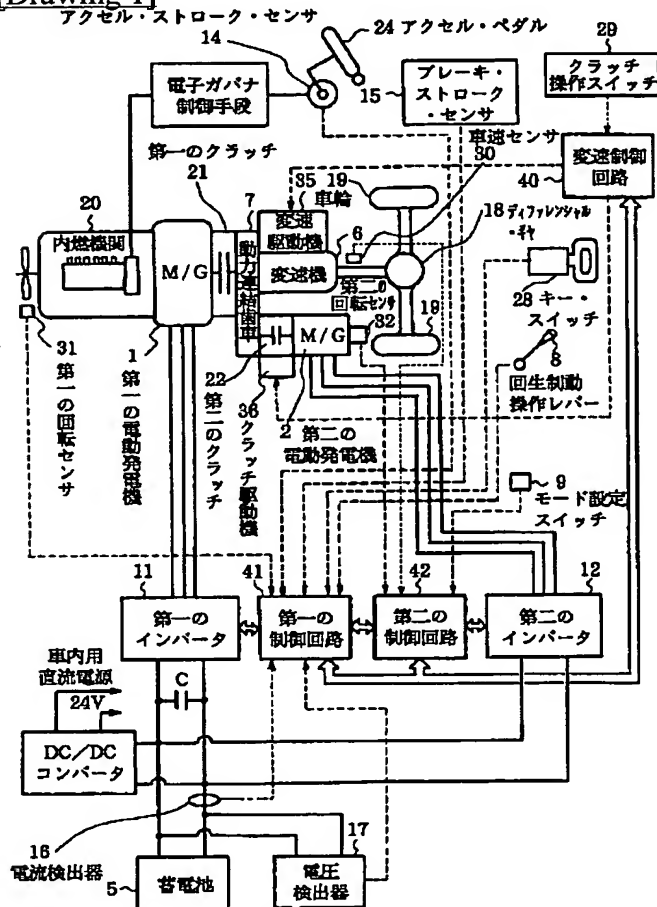 [Drawing 1]
アクセル・ストローク・センサ
24 アクセル・ペダル
14
電子ガバナ
制御手段
15
ブレーキ・
ストローク
・センサ
29
クラッチ
操作スイッチ
第一のクラッチ
21
7
車速センサ
30
変速制御
回路
40
20
内燃機関
M/G
動力連結歯車
35
車輪
19
変速
駆動機
6
変速機
18
ディファレンシャル
・ギヤ
第二の
回転センサ
28 キー・
スイッチ
31
第一の回転センサ
1
第一の電動発電機
22
第二のクラッチ
36
クラッチ駆動機
M/G
32
19
2
第二の
電動発電機
8
回生制動
操作レバー
9
モード設定
スイッチ
11
第一の
インバータ
41
第一の
制御回路
42
第二の
制御回路
12
第二の
インバータ
車内用
直流電源
24V
C
DC/DC
コンバータ
16
電流検出器
5
蓄電池
17
電圧
検出器